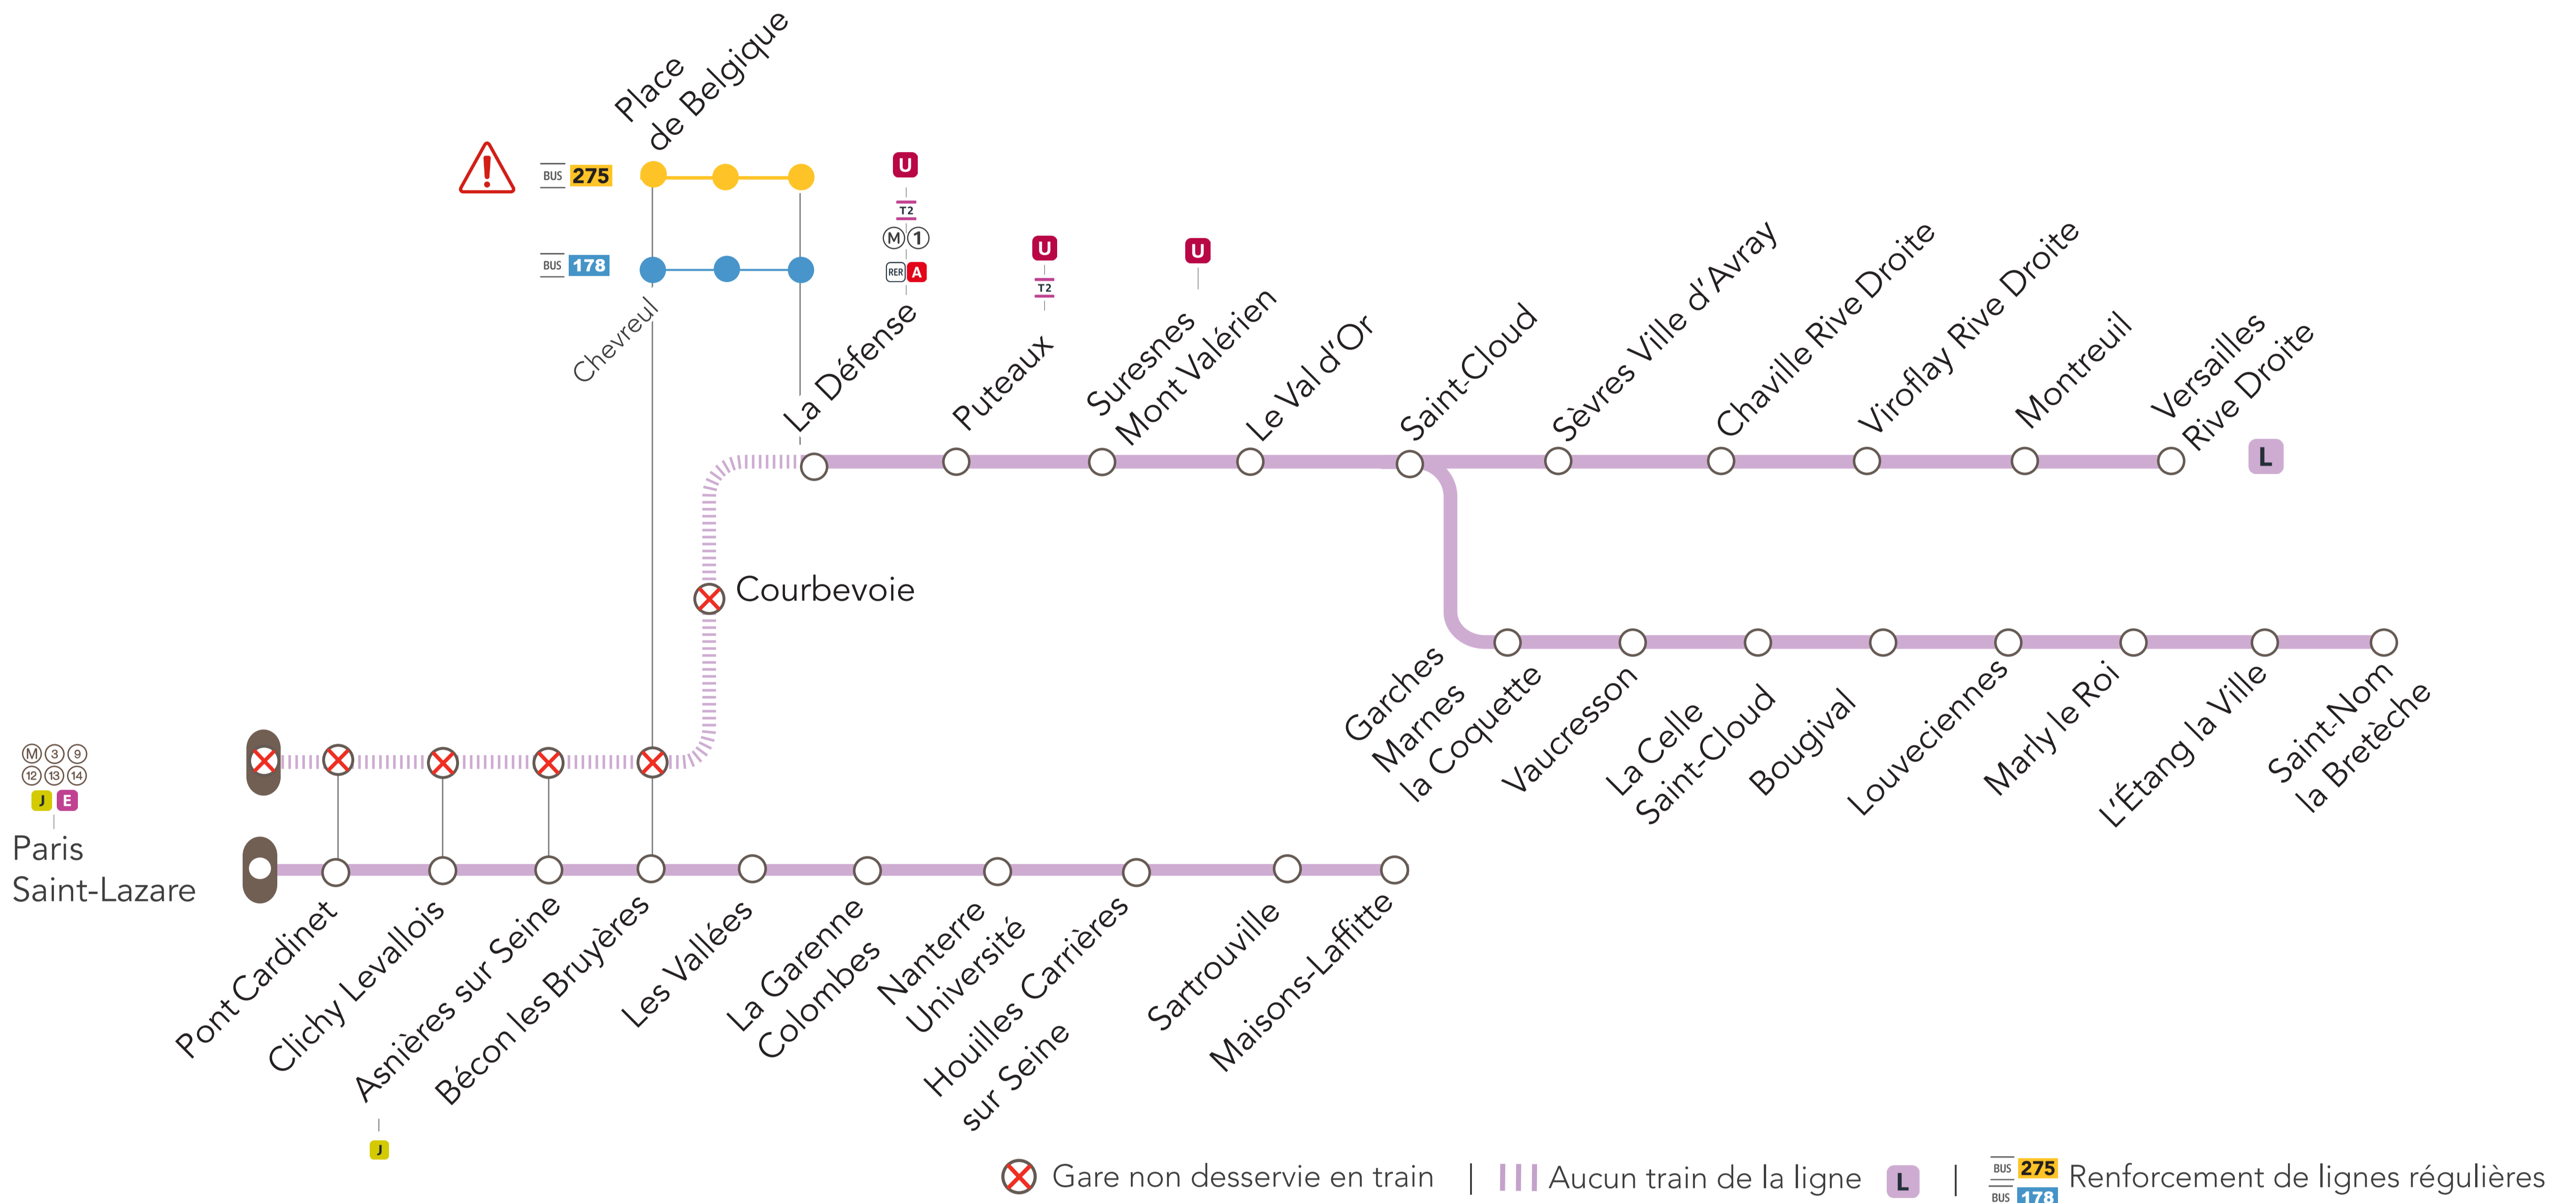 Place
de Belgique
BUS 275
BUS 178
Chevreul
U
T2
M 1
RER A
La Défense
U
T2
Puteaux
U
Suresnes
Mont Valérien
Le Val d'Or
Saint-Cloud
Sèvres Ville d'Avray
Chaville Rive Droite
Viroflay Rive Droite
Montreuil
Versailles
Rive Droite
L
Courbevoie
Garches
Marnes
la Coquette
Vaucresson
La Celle
Saint-Cloud
Bougival
Louveciennes
Marly le Roi
L'Étang la Ville
Saint-Nom
la Bretèche
M 3 9
12 13 14
J E
Paris
Saint-Lazare
Pont Cardinet
Clichy Levallois
Asnières sur Seine
J
Bécon les Bruyères
Les Vallées
La Garenne
Colombes
Nanterre
Université
Houilles Carrières
sur Seine
Sartrouville
Maisons-Laffitte
Gare non desservie en train
Aucun train de la ligne L
BUS 275
BUS 178
Renforcement de lignes régulières